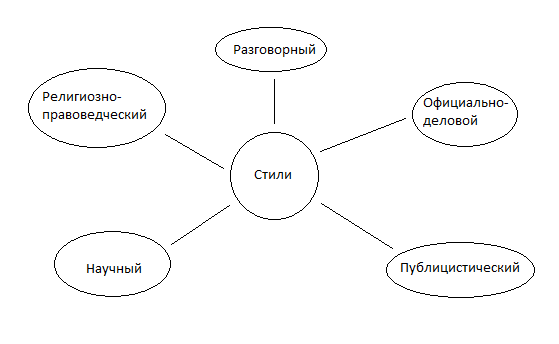 Разговорный
Религиозно-
правоведческий
Официально-
деловой
Стили
Научный
Публицистический